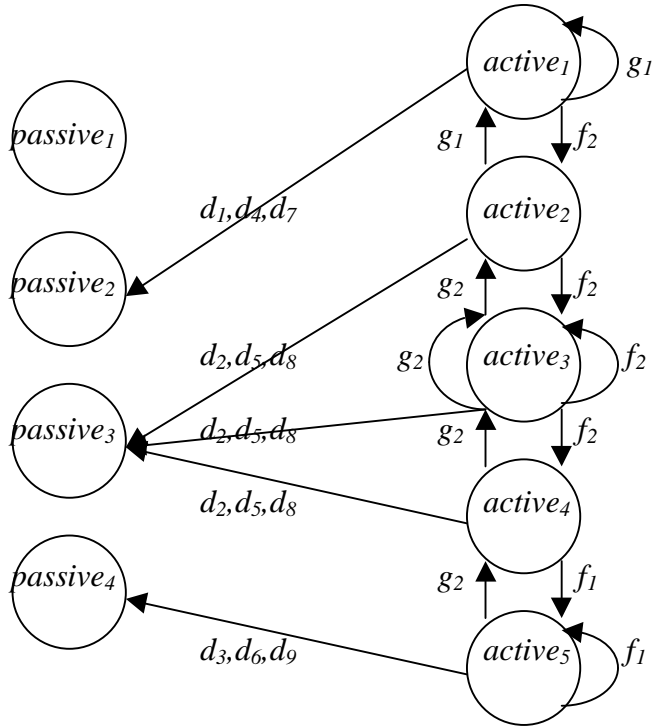 active₁
g₁
passive₁
g₁
f₂
d₁,d₄,d₇
active₂
passive₂
g₂
f₂
d₂,d₅,d₈
g₂
active₃
f₂
passive₃
d₂,d₅,d₈
g₂
f₂
d₂,d₅,d₈
active₄
passive₄
g₂
f₁
d₃,d₆,d₉
active₅
f₁